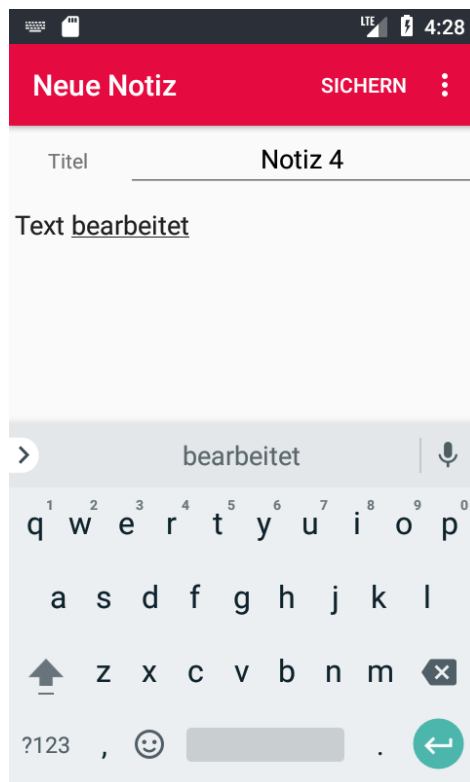 LTE 4:28
Neue Notiz SICHERN
Titel Notiz 4
Text bearbeitet
bearbeitet
1 2 3 4 5 6 7 8 9 0
q w e r t y u i o p
a s d f g h j k l
z x c v b n m
?123 , .